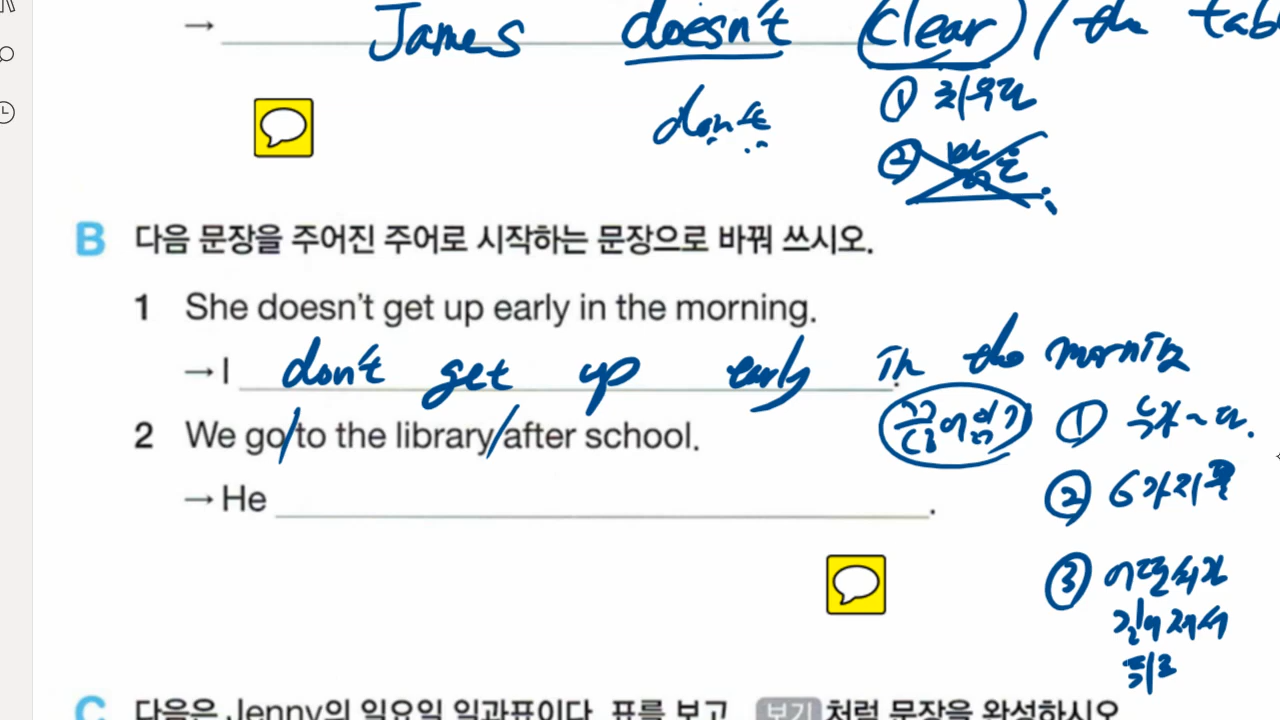 → James doesn't clear / the tab
don't
① 치우다
② 맑은
B 다음 문장을 주어진 주어로 시작하는 문장으로 바꿔 쓰시오.
1 She doesn't get up early in the morning.
→ I don't get up early in the morning.
2 We go/to the library/after school.
끊어읽기
① 누가~다.
② 6가지
→ He .
③ 어떤
길어져서
뒤로
C 다음은 Jenny의 일요일 일과표이다. 표를 보고, 보기 처럼 문장을 완성하시오